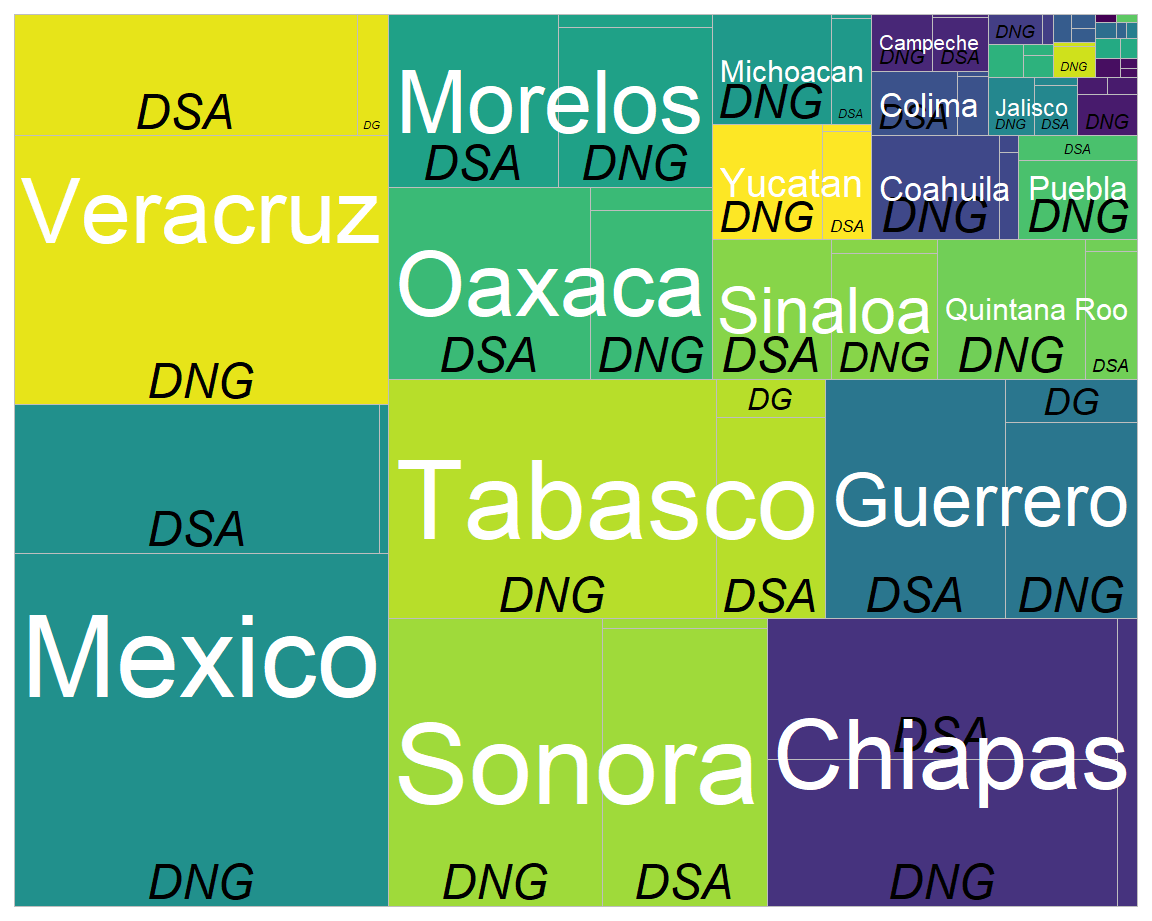 DSA
DG
Veracruz
DNG
DSA
Mexico
DNG
Morelos
DSA
DNG
Oaxaca
DSA
DNG
Michoacan
DNG
DSA
Yucatan
DNG
DSA
Campeche
DNG
DSA
Colima
DSA
DNG
DNG
Jalisco
DNG
DSA
DNG
Coahuila
DNG
DSA
Puebla
DNG
Sinaloa
DSA
DNG
Quintana Roo
DNG
DSA
Tabasco
DNG
DG
DSA
Guerrero
DSA
DG
DNG
Sonora
DNG
DSA
DSA
Chiapas
DNG